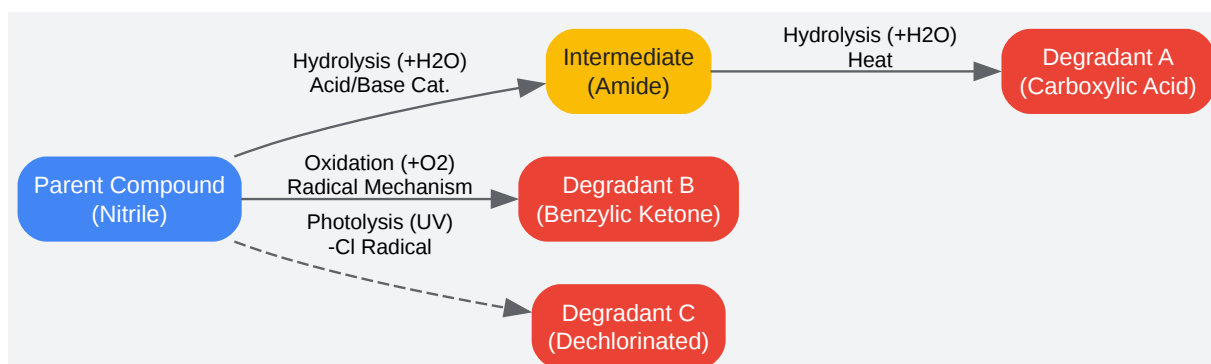 Hydrolysis (+H2O)
Acid/Base Cat.
Intermediate
(Amide)
Hydrolysis (+H2O)
Heat
Degradant A
(Carboxylic Acid)
Parent Compound
(Nitrile)
Oxidation (+O2)
Radical Mechanism
Degradant B
(Benzylic Ketone)
Photolysis (UV)
-Cl Radical
Degradant C
(Dechlorinated)